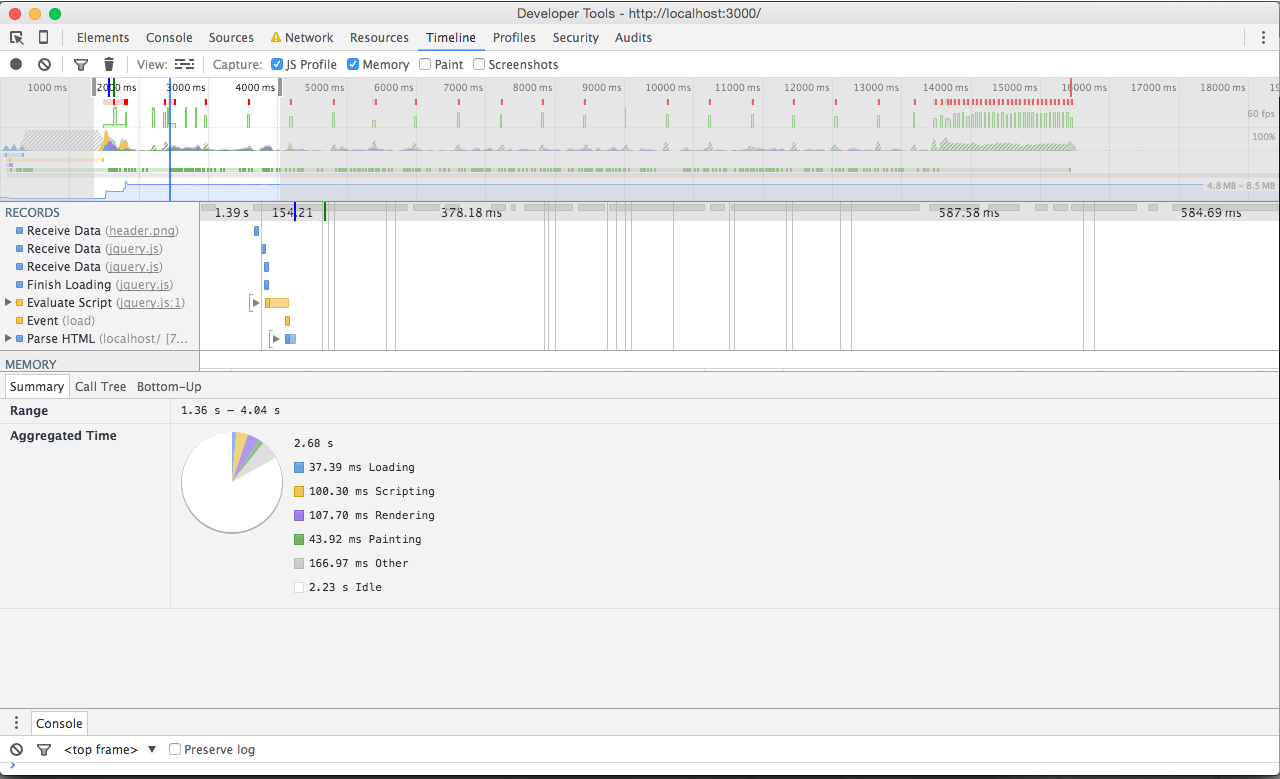 Developer Tools - http://localhost:3000/
Elements Console Sources Network Resources Timeline Profiles Security Audits
View: Capture: JS Profile Memory Paint Screenshots
1000 ms 2000 ms 3000 ms 4000 ms 5000 ms 6000 ms 7000 ms 8000 ms 9000 ms 10000 ms 11000 ms 12000 ms 13000 ms 14000 ms 15000 ms 16000 ms 17000 ms 18000 ms 19
60 fps
100%
4.8 MB – 8.5 MB
RECORDS 1.39 s 154.21 378.18 ms 587.58 ms 584.69 ms
Receive Data (header.png)
Receive Data (jquery.js)
Receive Data (jquery.js)
Finish Loading (jquery.js)
Evaluate Script (jquery.js:1)
Event (load)
Parse HTML (localhost/ [7...
MEMORY
Summary Call Tree Bottom-Up
Range 1.36 s – 4.04 s
Aggregated Time
2.68 s
37.39 ms Loading
100.30 ms Scripting
107.70 ms Rendering
43.92 ms Painting
166.97 ms Other
2.23 s Idle
Console
<top frame> ▼ Preserve log